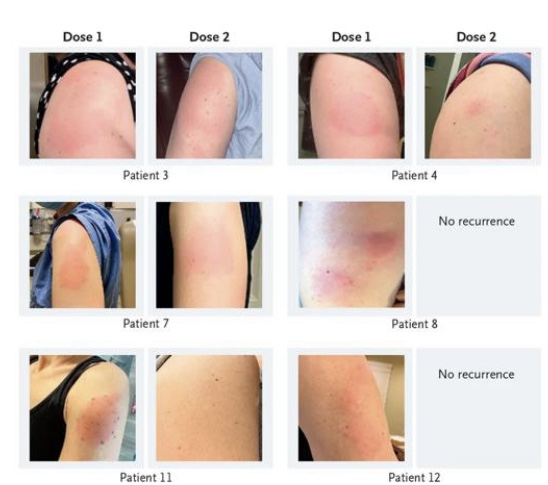 Dose 1
Dose 2
Dose 1
Dose 2
Patient 3
Patient 4
No recurrence
Patient 7
Patient 8
No recurrence
Patient 11
Patient 12